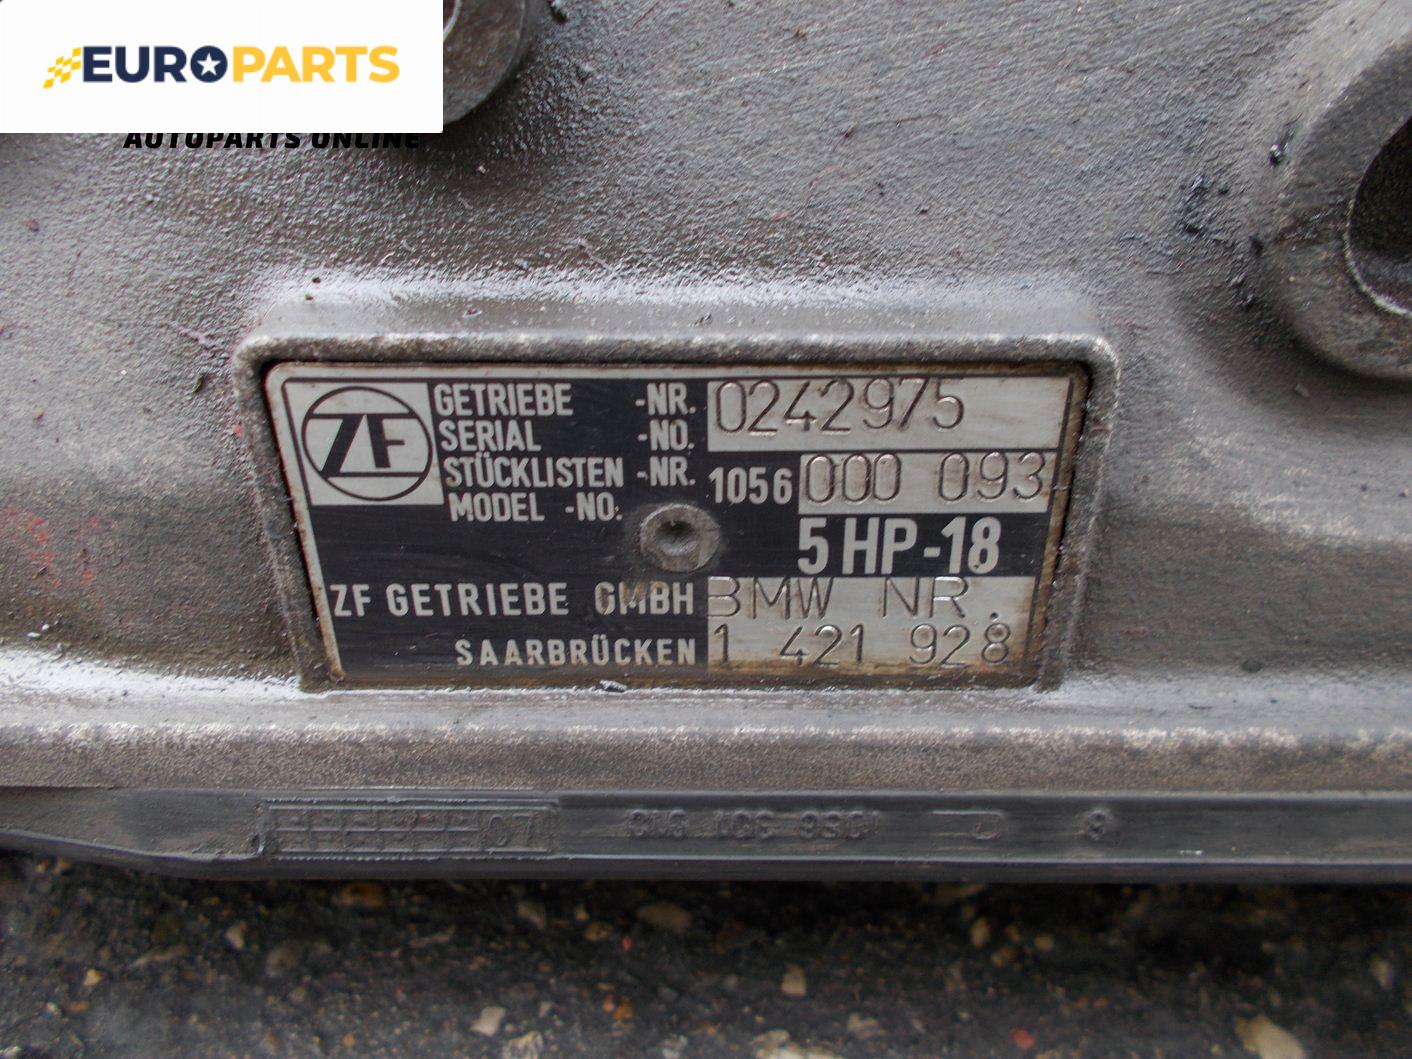 EUROPARTS
AUTOPARTS ONLINE
ZF
GETRIEBE -NR. 0242975
SERIAL -NO.
STÜCKLISTEN -NR. 1056 000 093
MODEL -NO.
5 HP-18
ZF GETRIEBE GMBH BMW NR.
SAARBRÜCKEN 1 421 928
07